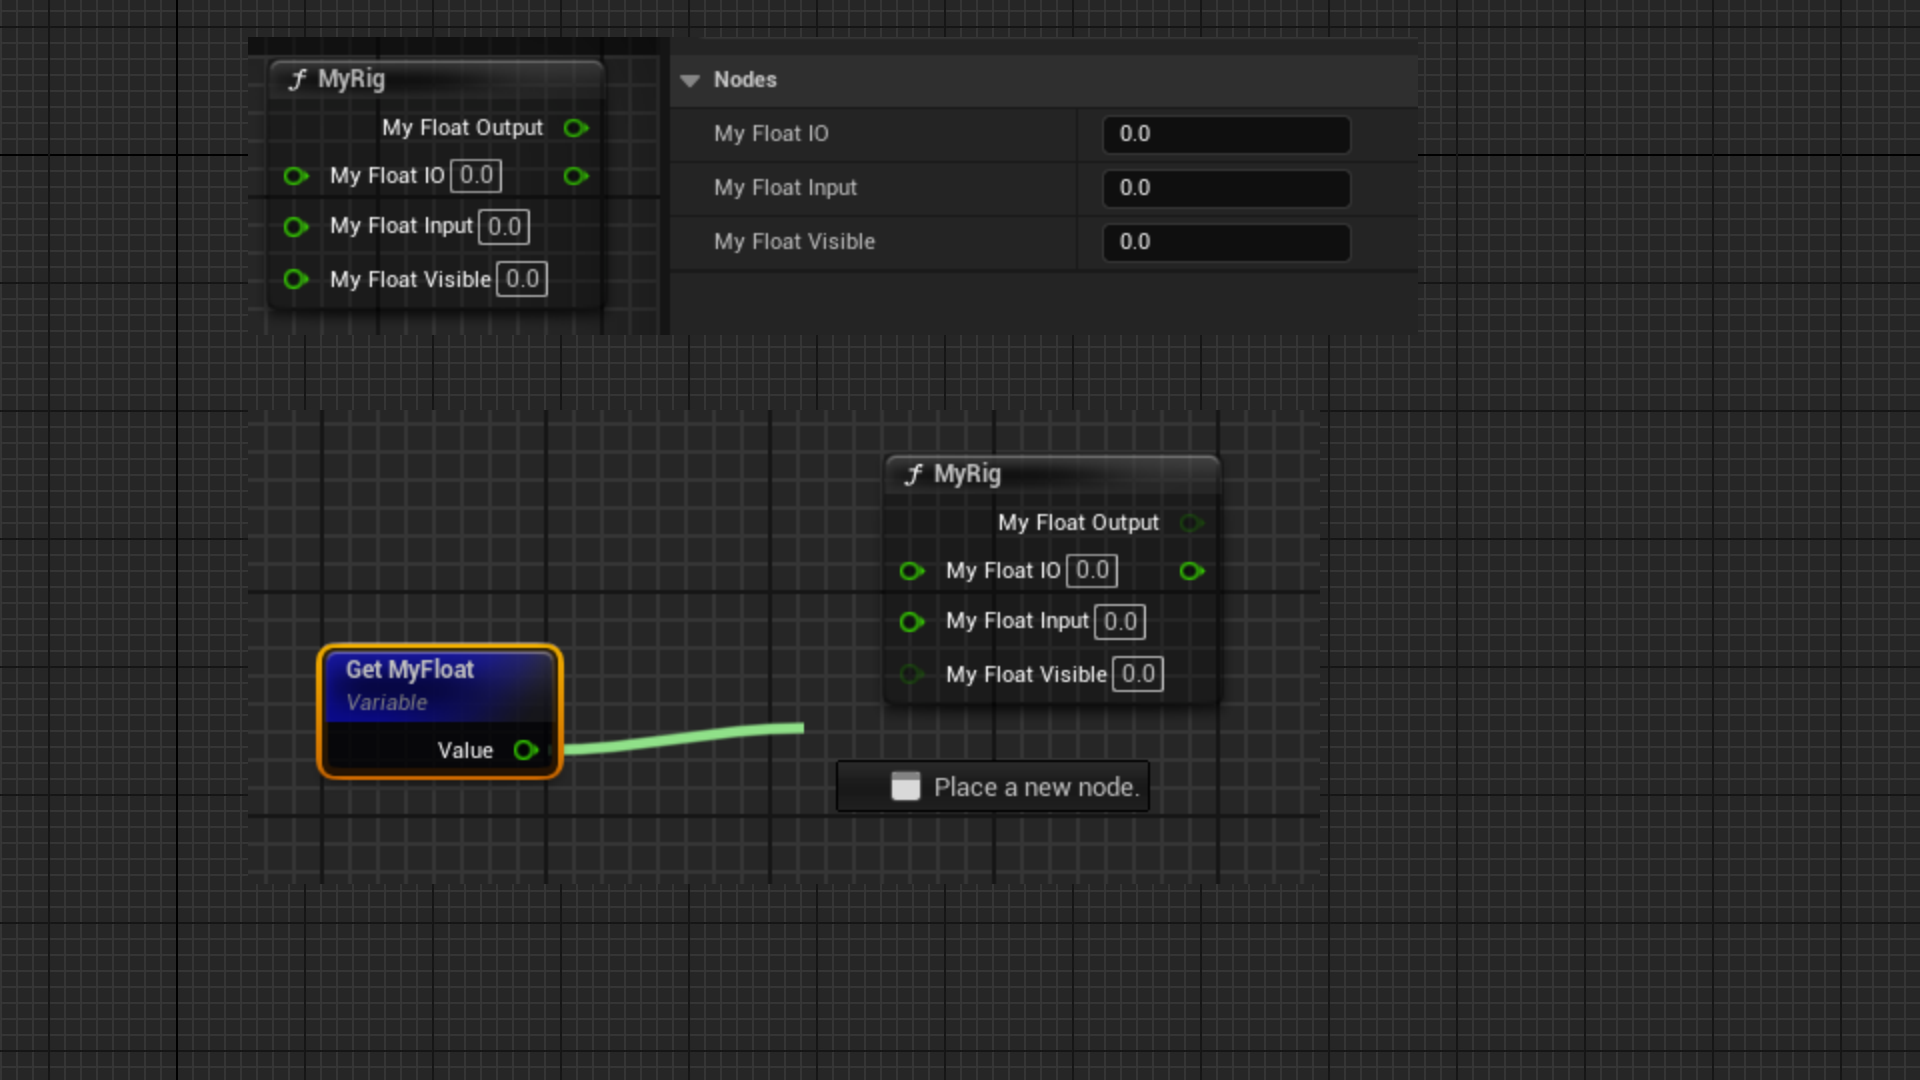 ƒ MyRig
My Float Output
My Float IO 0.0
My Float Input 0.0
My Float Visible 0.0
Nodes
My Float IO 0.0
My Float Input 0.0
My Float Visible 0.0
ƒ MyRig
My Float Output
My Float IO 0.0
My Float Input 0.0
My Float Visible 0.0
Get MyFloat
Variable
Value
Place a new node.